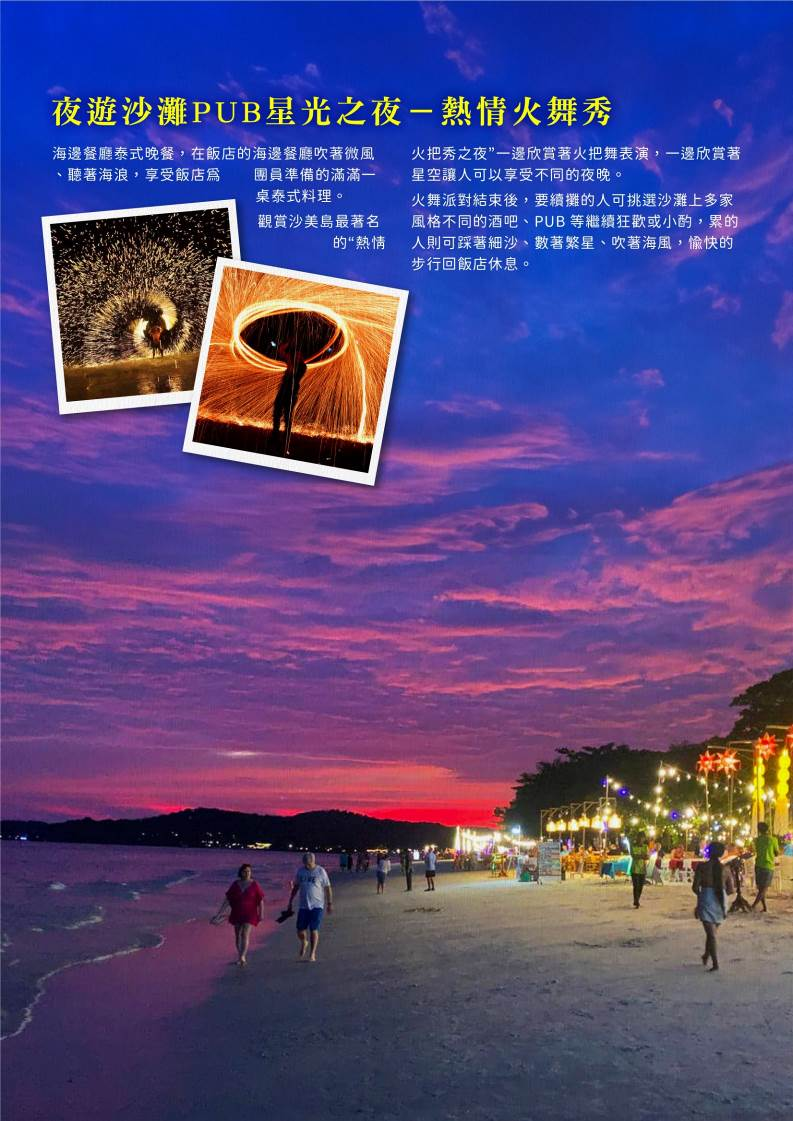 夜遊沙灘PUB星光之夜－熱情火舞秀
海邊餐廳泰式晚餐，在飯店的海邊餐廳吹著微風
、聽著海浪，享受飯店爲團員準備的滿滿一
桌泰式料理。
觀賞沙美島最著名
的“熱情
火把秀之夜”一邊欣賞著火把舞表演，一邊欣賞著
星空讓人可以享受不同的夜晚。
火舞派對結束後，要續攤的人可挑選沙灘上多家
風格不同的酒吧、PUB 等繼續狂歡或小酌，累的
人則可踩著細沙、數著繁星、吹著海風，愉快的
步行回飯店休息。